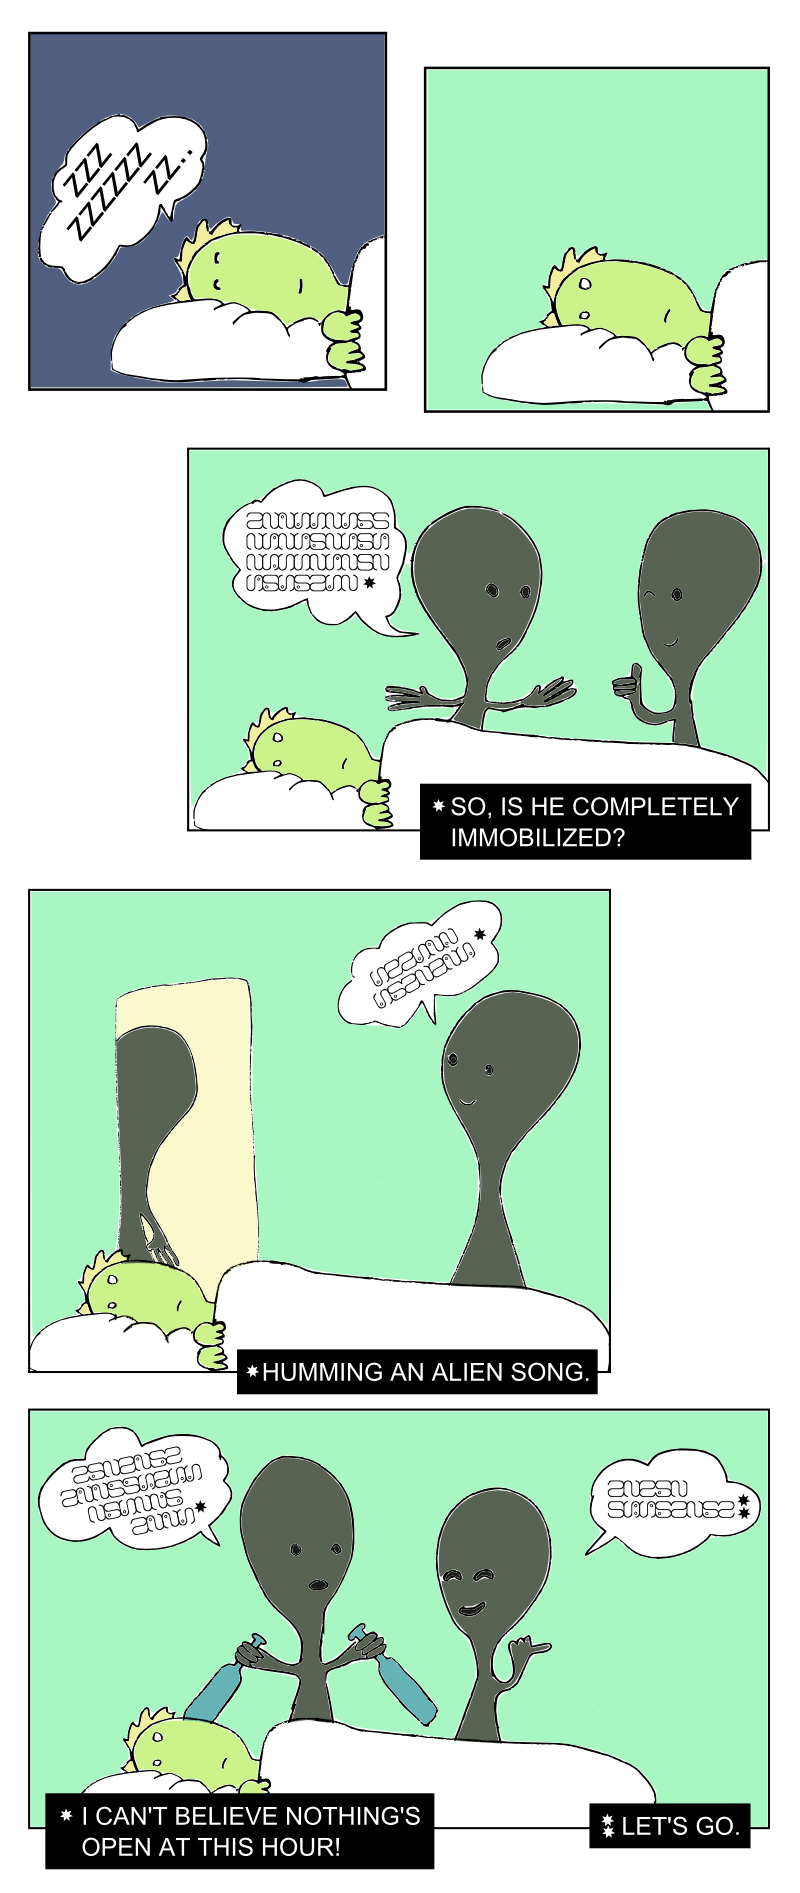 ZZZ
ZZZZZZ
ZZ..
* SO, IS HE COMPLETELY
IMMOBILIZED?
*HUMMING AN ALIEN SONG.
* I CAN'T BELIEVE NOTHING'S
OPEN AT THIS HOUR!
** LET'S GO.